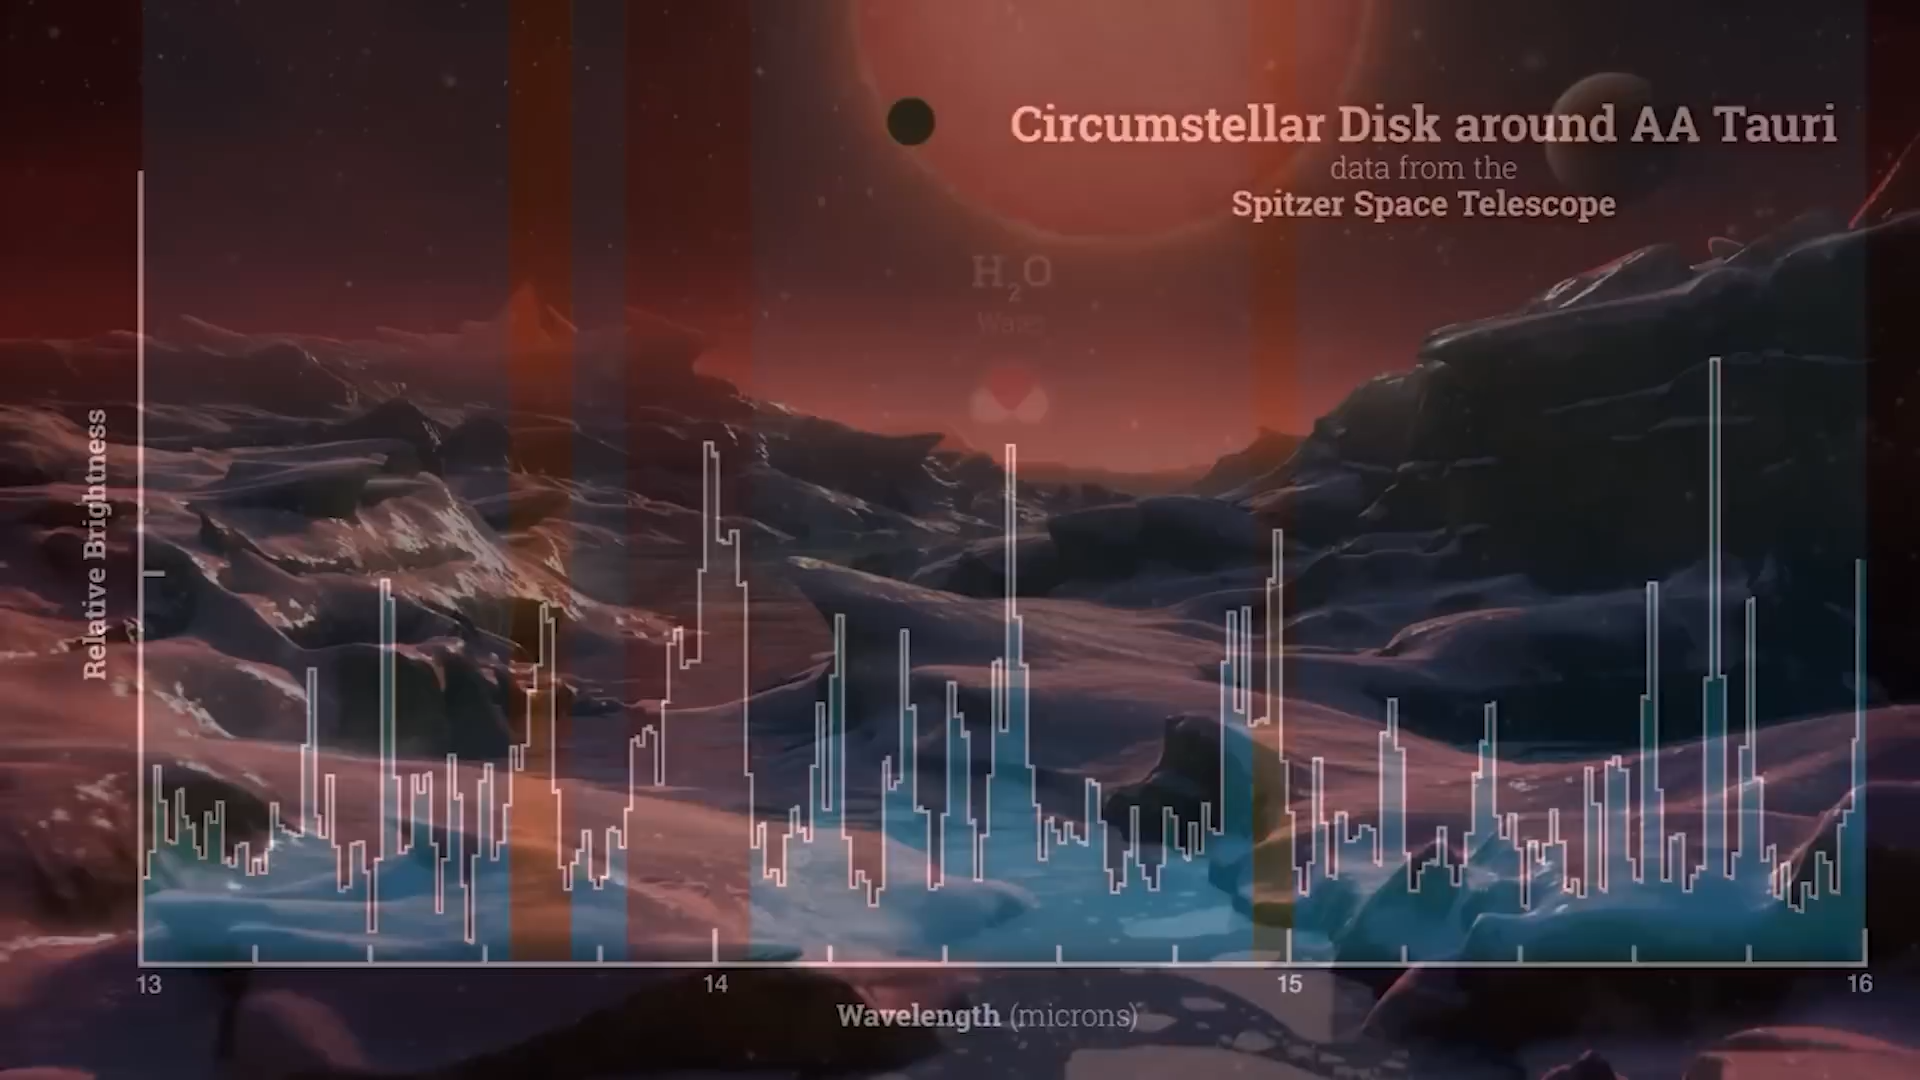 Circumstellar Disk around AA Tauri
data from the
Spitzer Space Telescope
H₂O
Water
Relative Brightness
13
14
15
16
Wavelength (microns)